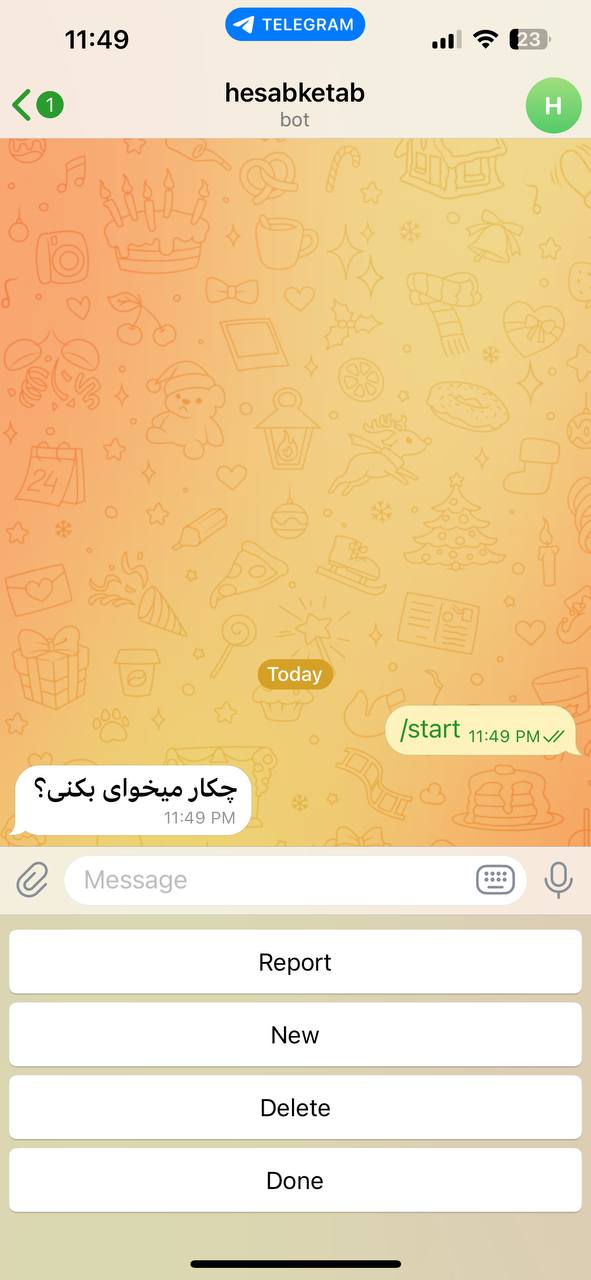 11:49
TELEGRAM
23
1
hesabketab
bot
H
24
Today
/start 11:49 PM
چکار میخوای بکنی؟
11:49 PM
Message
Report
New
Delete
Done